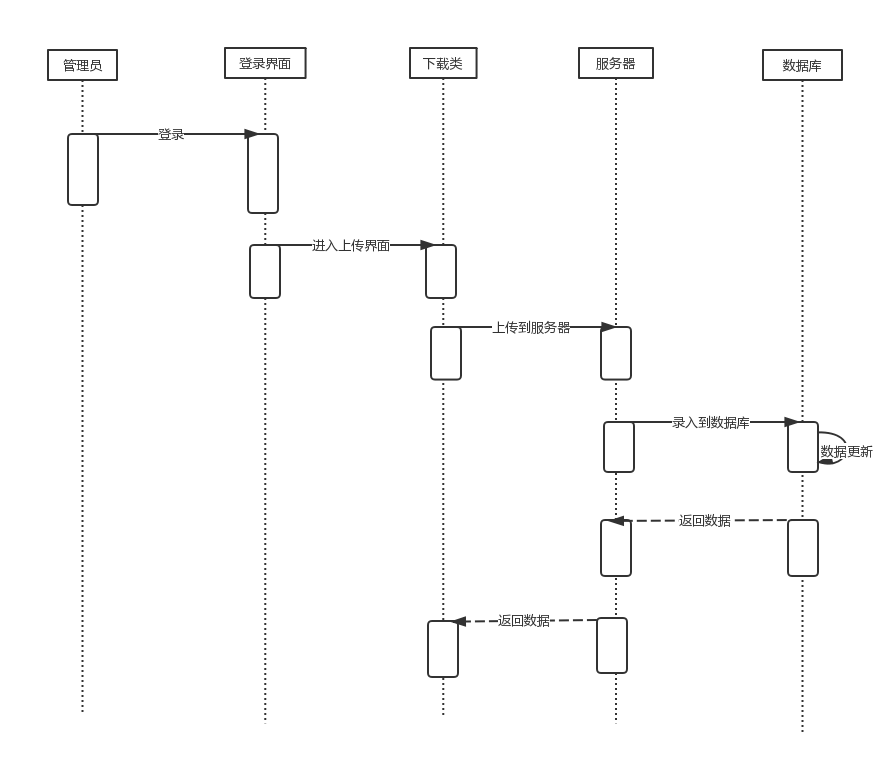 管理员
登录界面
下载类
服务器
数据库
登录
进入上传界面
上传到服务器
录入到数据库
数据更新
返回数据
返回数据